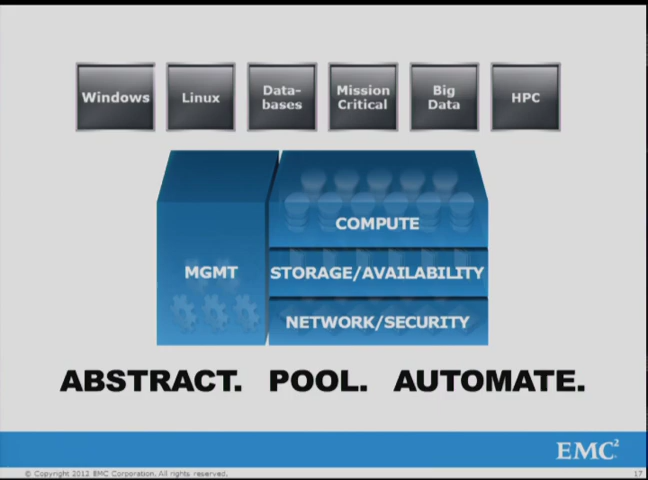 Windows
Linux
Data-
bases
Mission
Critical
Big
Data
HPC
COMPUTE
MGMT
STORAGE/AVAILABILITY
NETWORK/SECURITY
ABSTRACT. POOL. AUTOMATE.
EMC²
© Copyright 2012 EMC Corporation. All rights reserved.
17